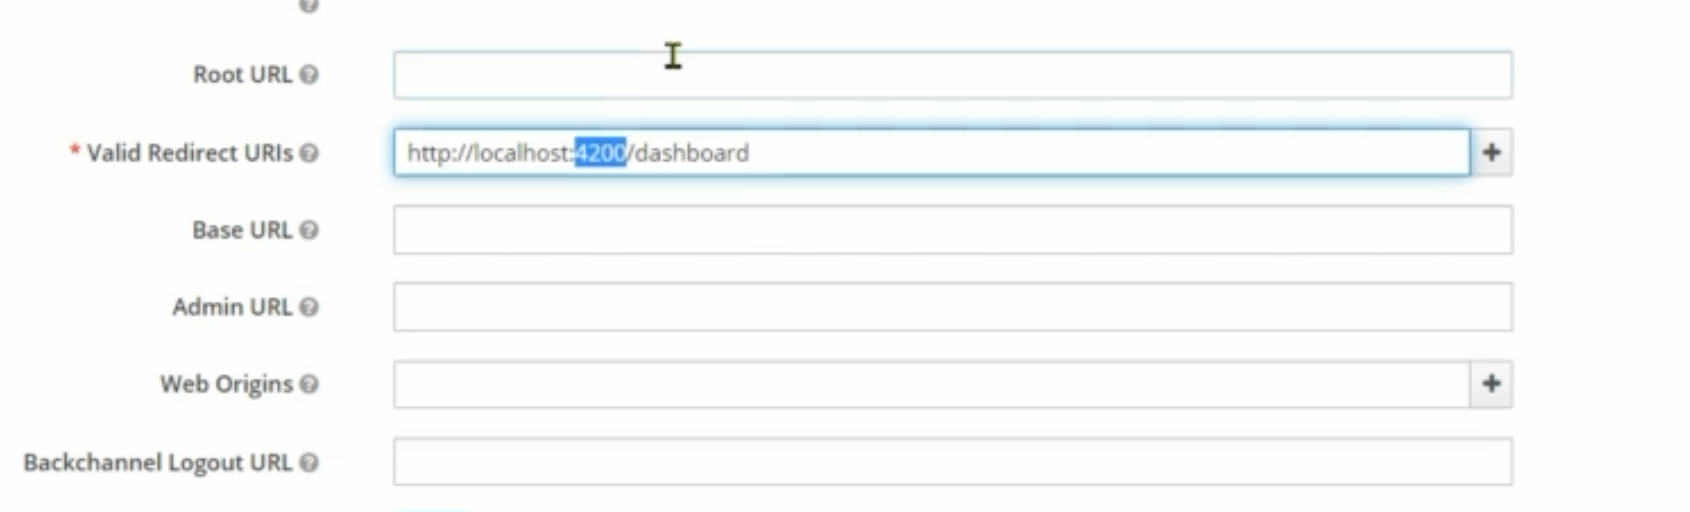 Root URL
* Valid Redirect URIs http://localhost:4200/dashboard
Base URL
Admin URL
Web Origins
Backchannel Logout URL